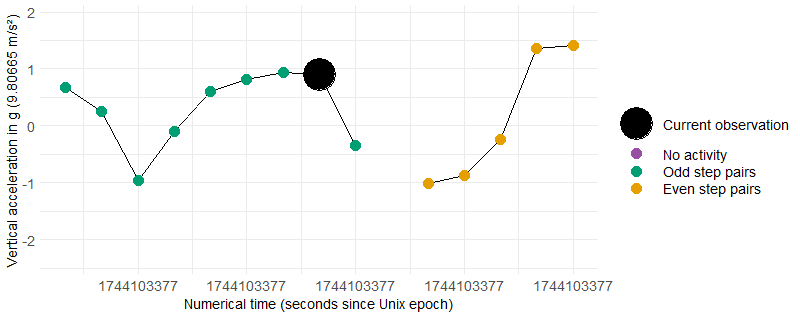 Vertical acceleration in g (9.80665 m/s²)
2
1
0
-1
-2
1744103377 1744103377 1744103377 1744103377 1744103377
Numerical time (seconds since Unix epoch)
Current observation
No activity
Odd step pairs
Even step pairs